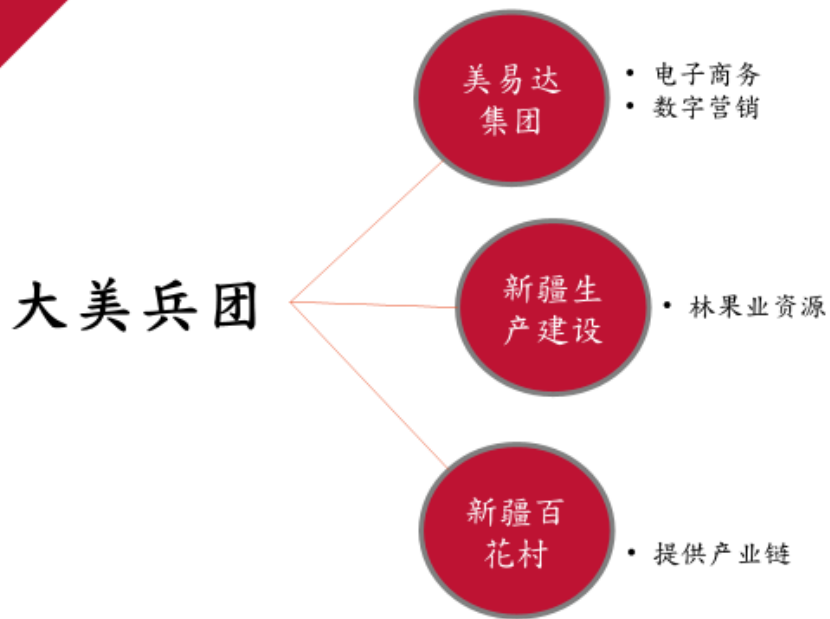 美易达
集团
• 电子商务
• 数字营销
大美兵团
新疆生
产建设
• 林果业资源
新疆百
花村
• 提供产业链